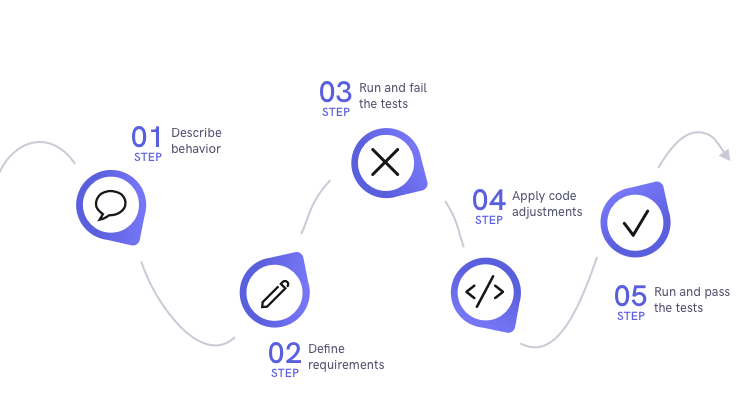 01
STEP
Describe
behavior
02
STEP
Define
requirements
03
STEP
Run and fail
the tests
04
STEP
Apply code
adjustments
05
STEP
Run and pass
the tests